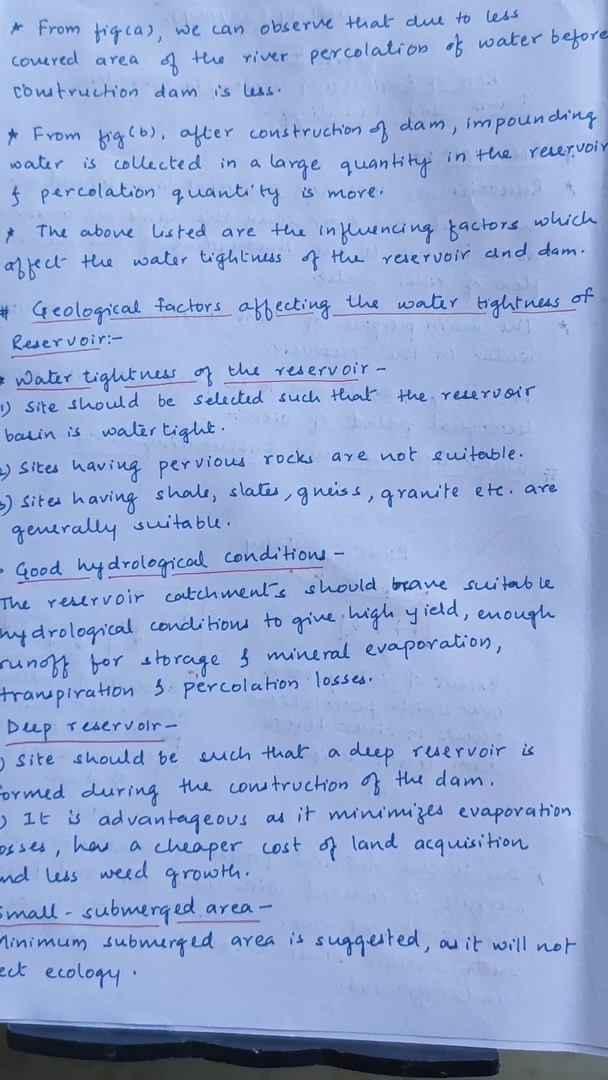 * From fig(a), we can observe that due to less
covered area of the river percolation of water before
construction dam is less.
* From fig(b), after construction of dam, impounding
water is collected in a large quantity in the reservoir
& percolation quantity is more.
* The above listed are the influencing factors which
affect the water tightness of the reservoir and dam.
# Geological factors affecting the water tightness of
Reservoir:-
* Water tightness of the reservoir -
1) Site should be selected such that the reservoir
basin is watertight.
2) Sites having pervious rocks are not suitable.
3) Sites having shale, slates, gneiss, granite etc. are
generally suitable.
Good hydrological conditions -
The reservoir catchment's should have suitable
hydrological conditions to give high yield, enough
runoff for storage & mineral evaporation,
transpiration & percolation losses.
Deep reservoir -
) Site should be such that a deep reservoir is
ormed during the construction of the dam.
) It is advantageous as it minimizes evaporation
osses, has a cheaper cost of land acquisition
and less weed growth.
Small - submerged area -
Minimum submerged area is suggested, as it will not
ect ecology.